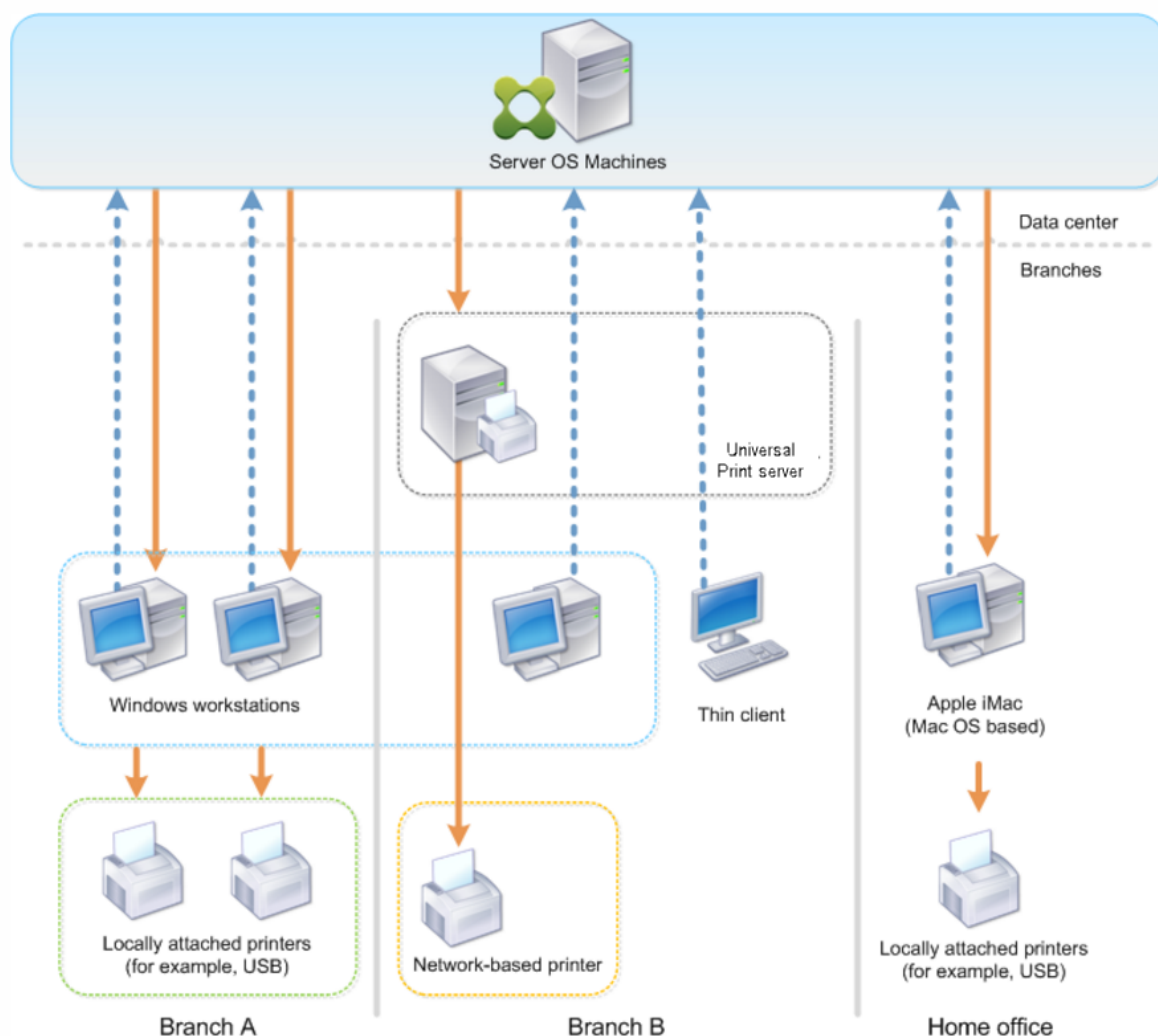 Server OS Machines
Data center
Branches
Universal
Print server
Windows workstations
Thin client
Apple iMac
(Mac OS based)
Locally attached printers
(for example, USB)
Network-based printer
Locally attached printers
(for example, USB)
Branch A
Branch B
Home office